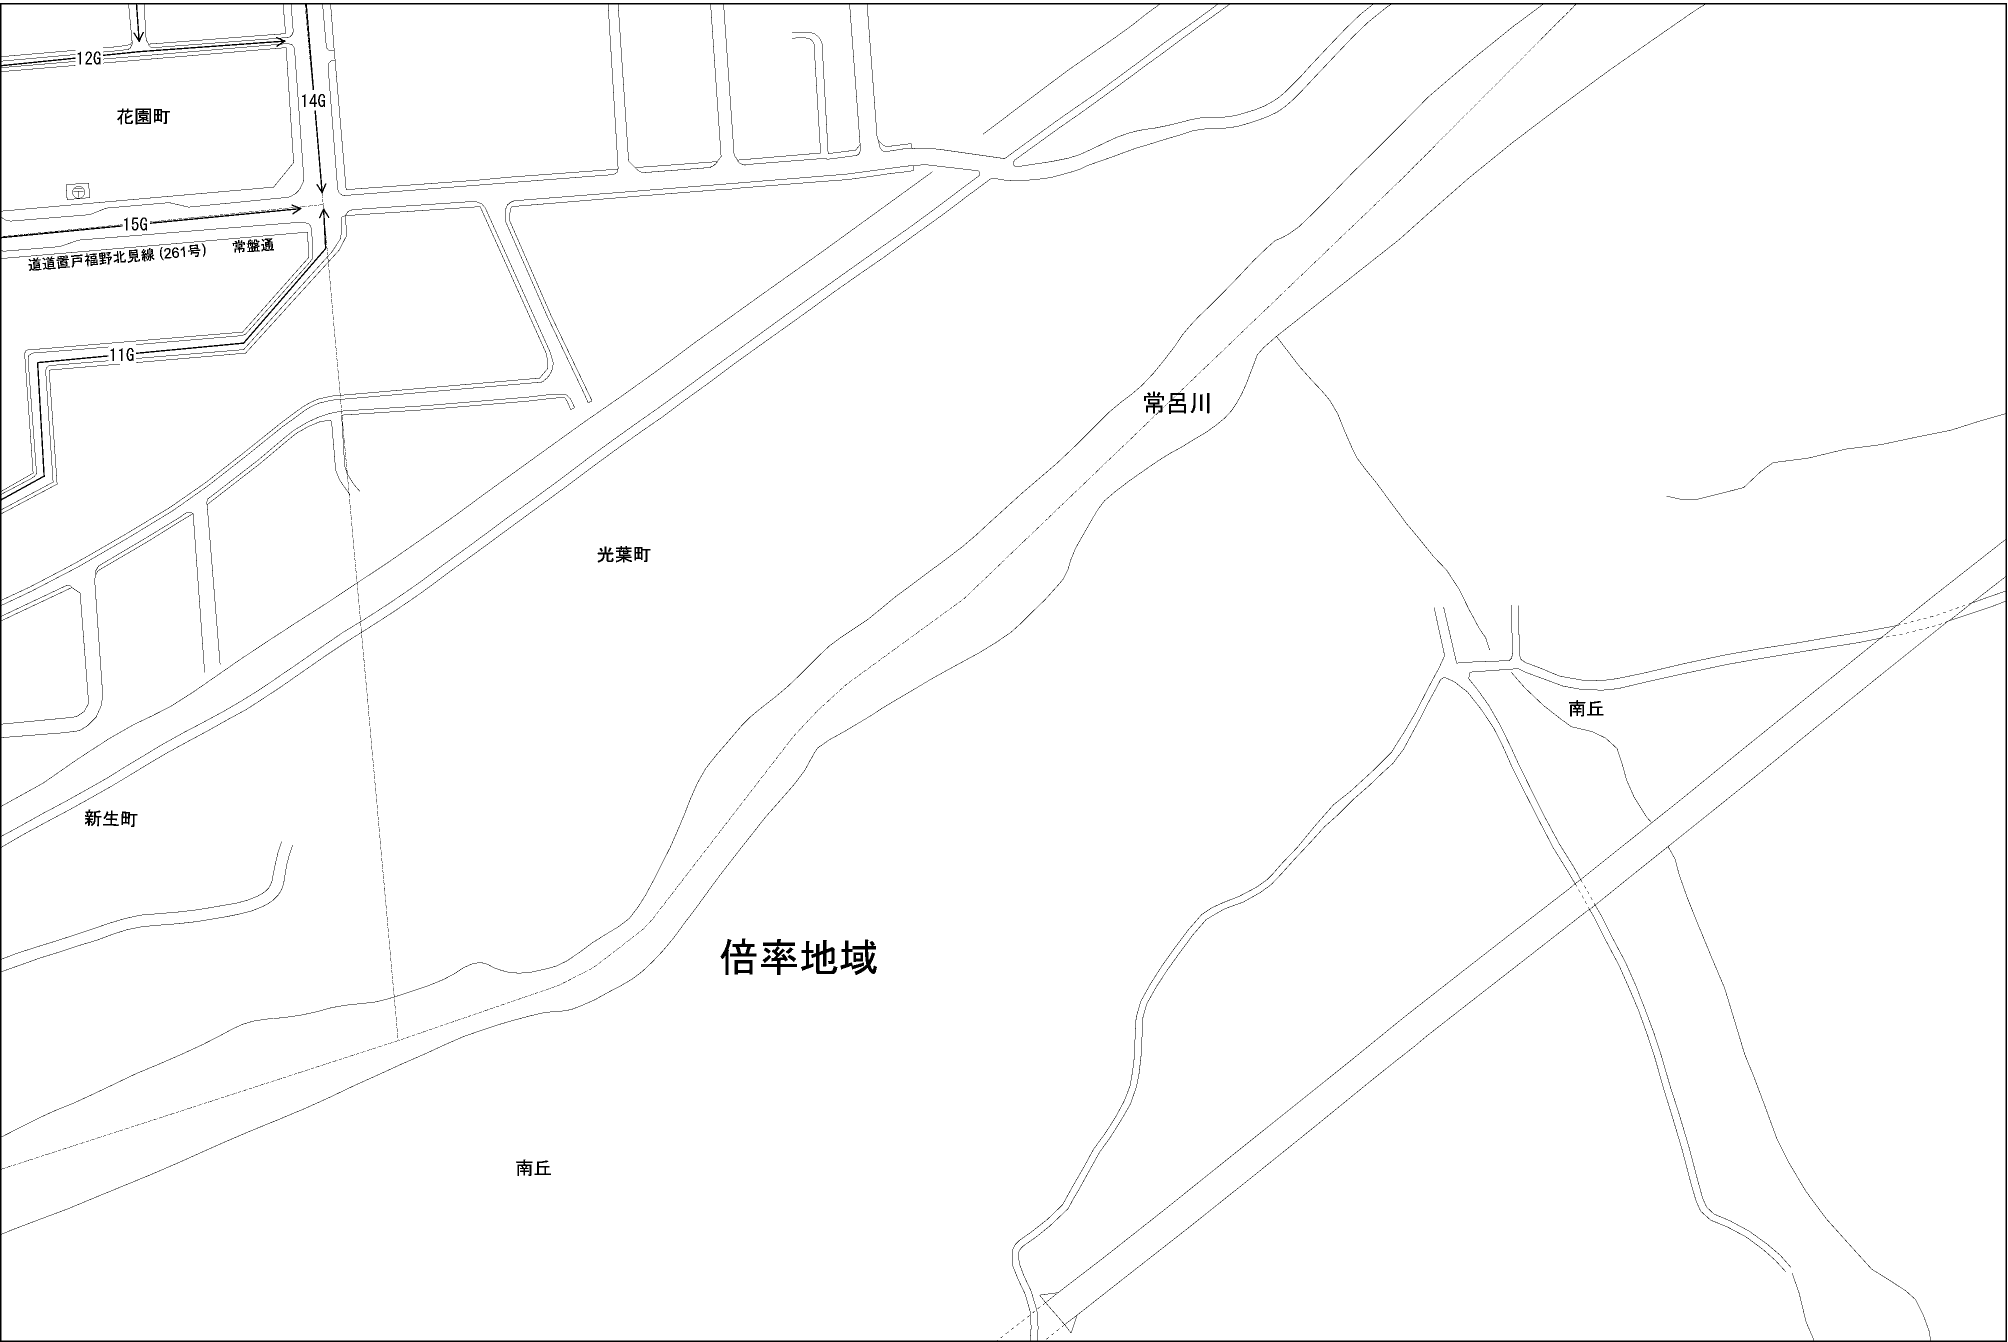 12G
14G
花園町
15G
道道置戸福野北見線(261号) 常盤通
11G
常呂川
光葉町
南丘
新生町
倍率地域
南丘